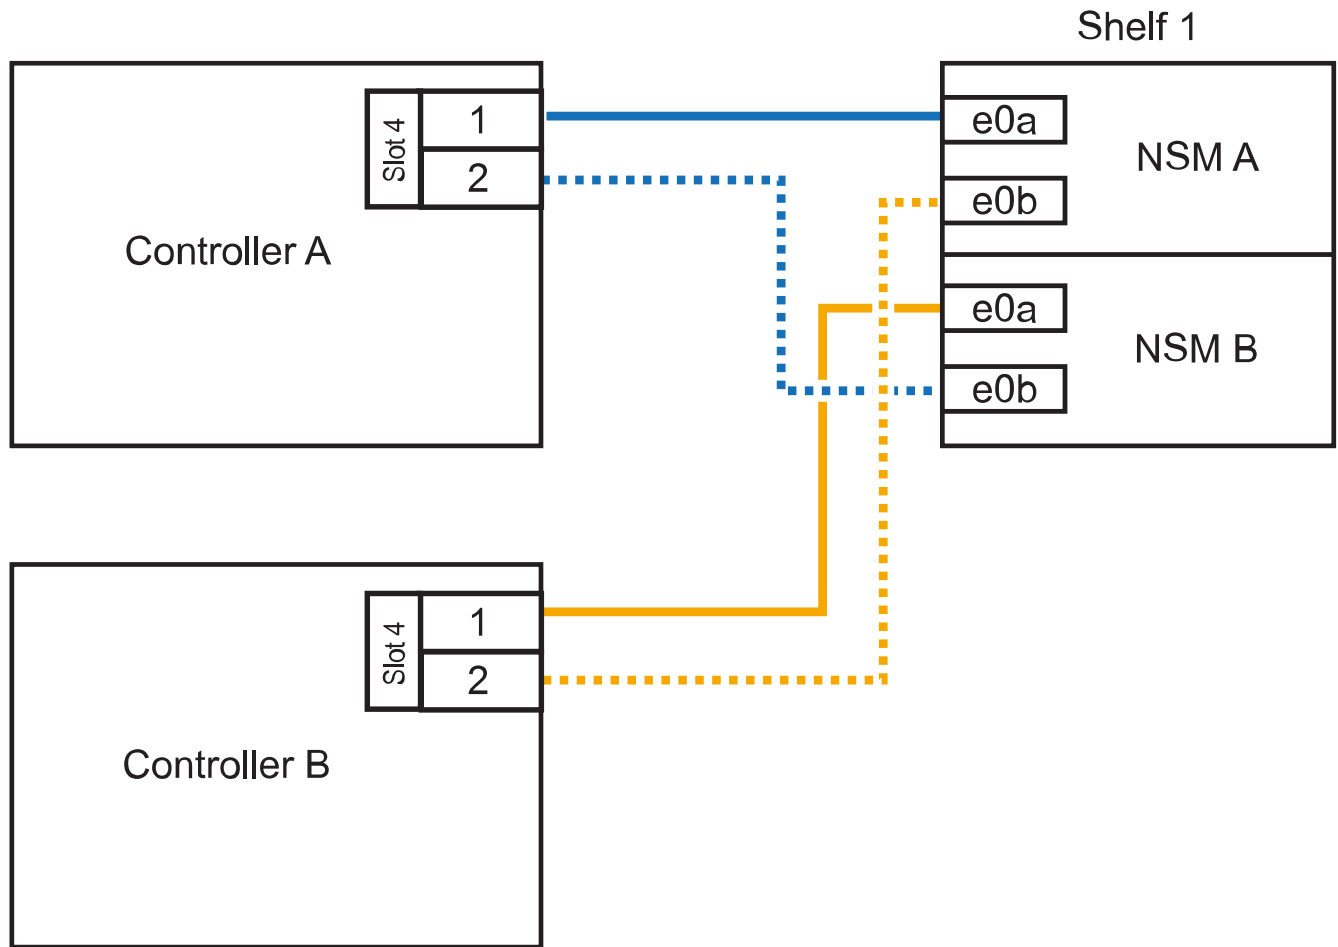 Shelf 1
Slot 4
1
2
Controller A
e0a
e0b
NSM A
e0a
e0b
NSM B
Slot 4
1
2
Controller B